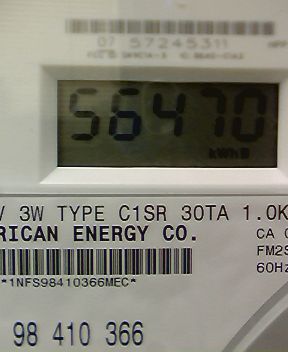 07 57245311
56470
kWh
V 3W TYPE C1SR 30TA 1.0K
RICAN ENERGY CO.
CA
FM2S
60Hz
*1NFS98410366MEC*
98 410 366